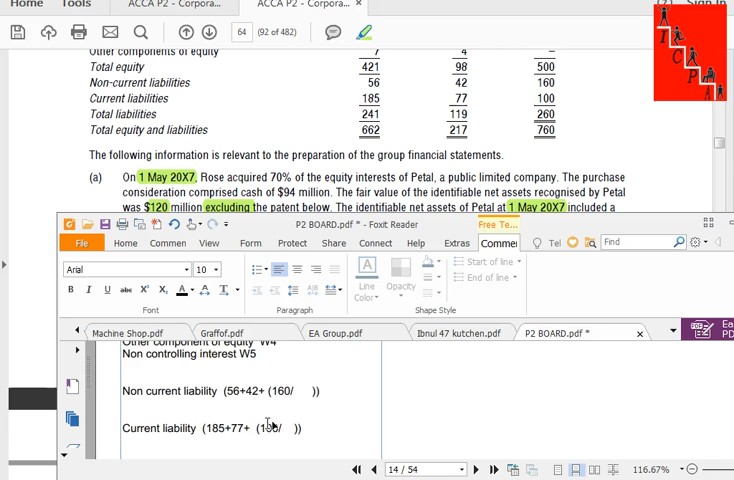 Home Tools ACCA P2 - Corpora... ACCA P2 - Corpora... × Sign In
64 (92 of 482)
I C P A
Other components of equity 7 4 –
Total equity 421 98 500
Non-current liabilities 56 42 160
Current liabilities 185 77 100
Total liabilities 241 119 260
Total equity and liabilities 662 217 760
The following information is relevant to the preparation of the group financial statements.
(a) On 1 May 20X7, Rose acquired 70% of the equity interests of Petal, a public limited company. The purchase
consideration comprised cash of $94 million. The fair value of the identifiable net assets recognised by Petal
was $120 million excluding the patent below. The identifiable net assets of Petal at 1 May 20X7 included a
P2 BOARD.pdf * - Foxit Reader Free Te...
File Home Comment View Form Protect Share Connect Help Extras Commer Tel Find
Arial 10
B I U abc X² X₂ A
Font
Paragraph
Line Color
Opacity
Start of line
End of line
Shape Style
Machine Shop.pdf Graffof.pdf EA Group.pdf Ibnul 47 kutchen.pdf P2 BOARD.pdf * ×
Other component of equity W4
Non controlling interest W5
Non current liability (56+42+ (160/ ))
Current liability (185+77+ (100/ ))
14 / 54 116.67%